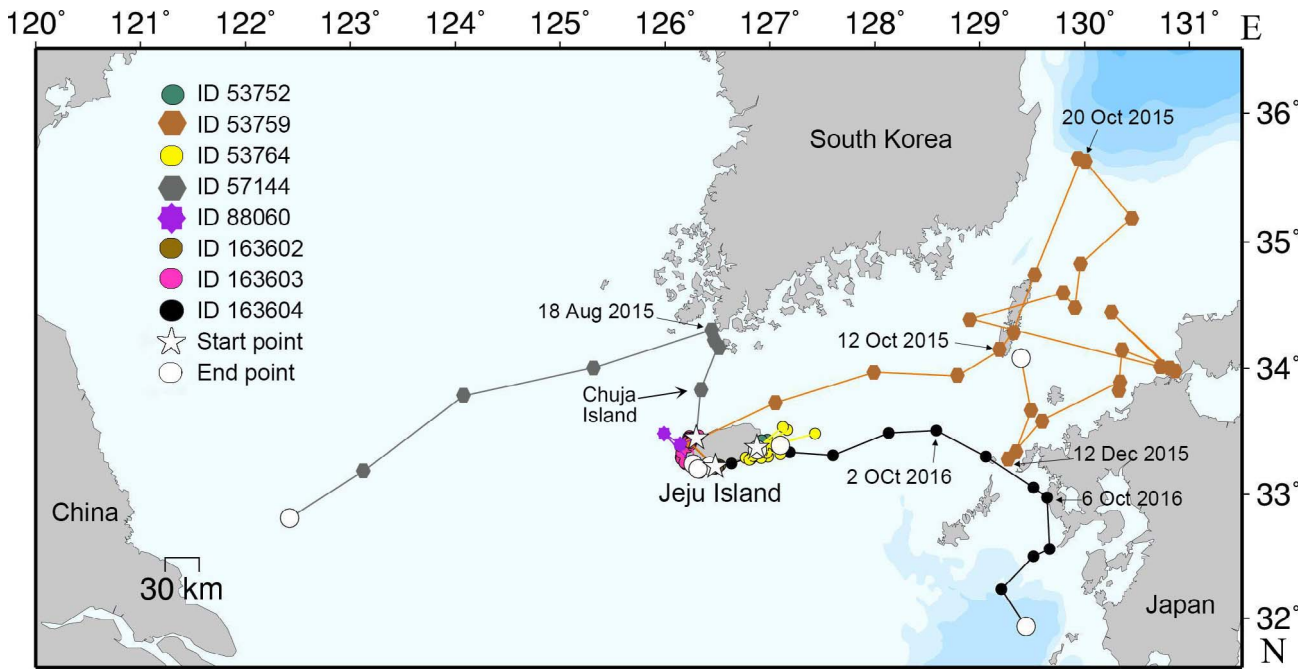 120° 121° 122° 123° 124° 125° 126° 127° 128° 129° 130° 131° E
ID 53752
ID 53759
ID 53764
ID 57144
ID 88060
ID 163602
ID 163603
ID 163604
Start point
End point
South Korea
20 Oct 2015
36°
35°
18 Aug 2015
12 Oct 2015
34°
Chuja
Island
Jeju Island
2 OCt 2016
12 Dec 2015
6 Oct 2016
33°
China
30 km
Japan
32°
N